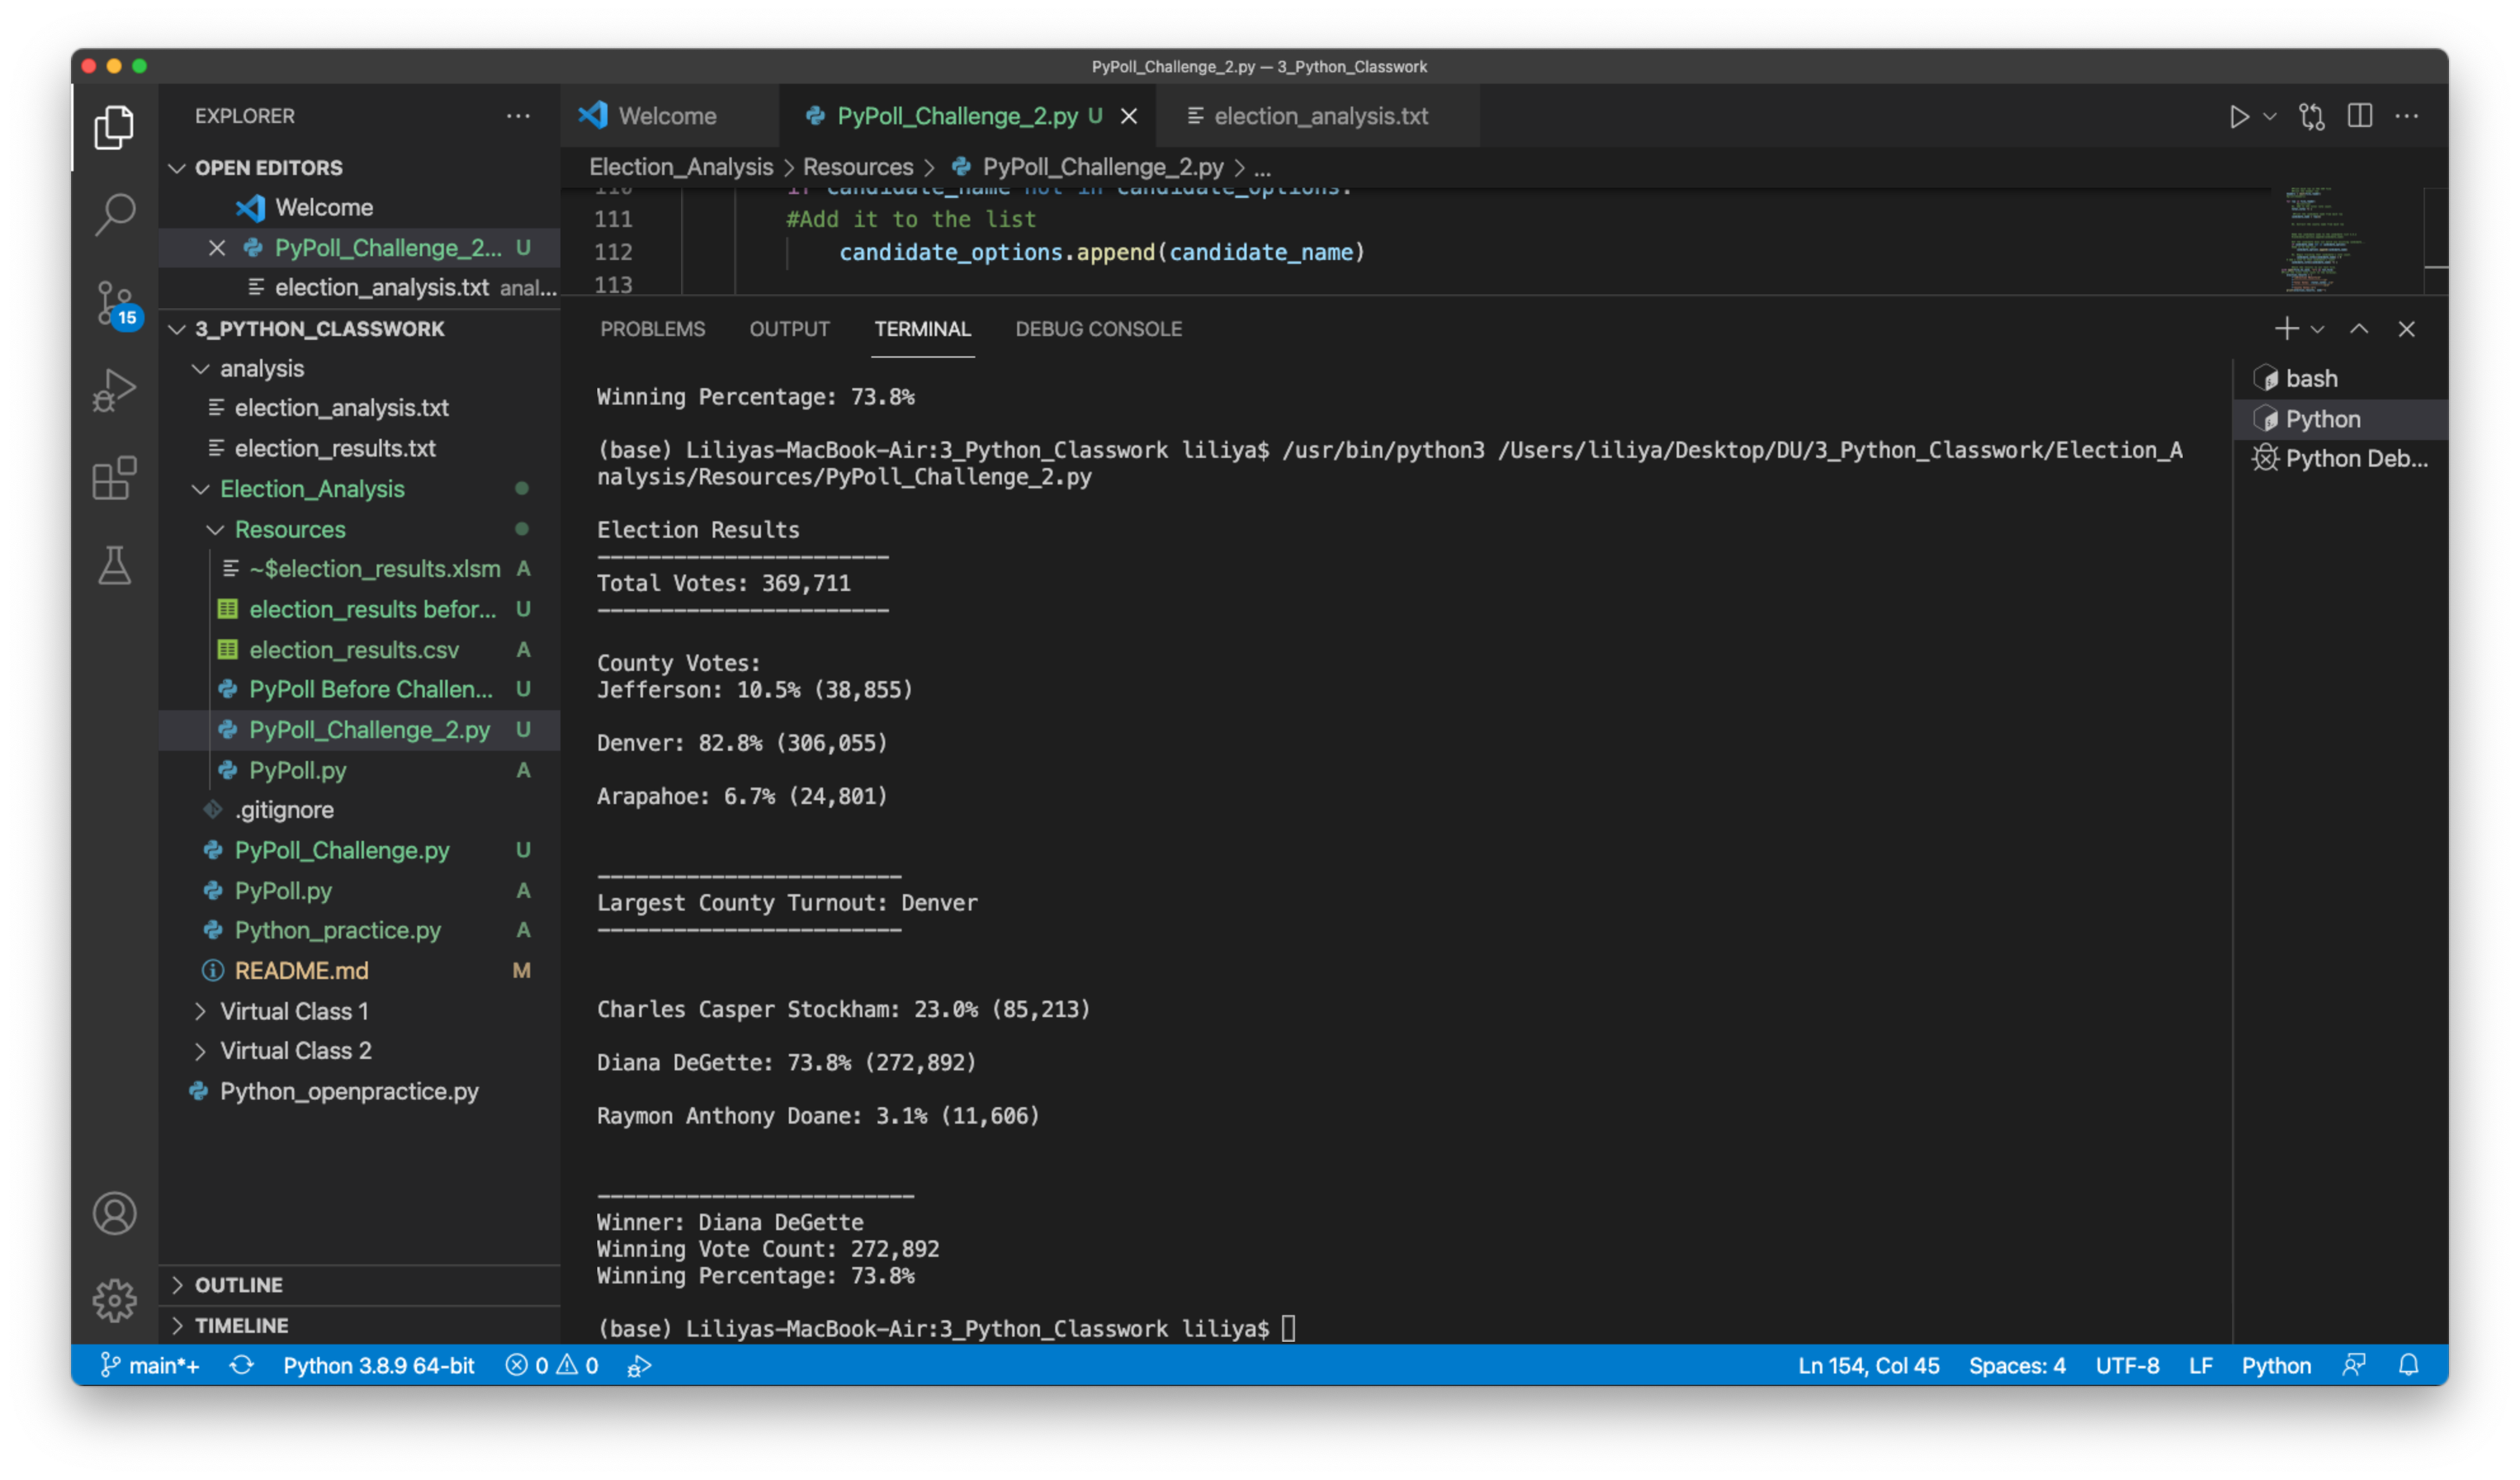 PyPoll_Challenge_2.py — 3_Python_Classwork
EXPLORER
OPEN EDITORS
Welcome
PyPoll_Challenge_2... U
election_analysis.txt anal...
3_PYTHON_CLASSWORK
analysis
election_analysis.txt
election_results.txt
Election_Analysis
Resources
~$election_results.xlsm A
election_results befor... U
election_results.csv A
PyPoll Before Challen... U
PyPoll_Challenge_2.py U
PyPoll.py A
.gitignore
PyPoll_Challenge.py U
PyPoll.py A
Python_practice.py A
README.md M
Virtual Class 1
Virtual Class 2
Python_openpractice.py
OUTLINE
TIMELINE
15
Welcome PyPoll_Challenge_2.py U election_analysis.txt
Election_Analysis > Resources > PyPoll_Challenge_2.py > ...
110 if candidate_name not in candidate_options:
111 #Add it to the list
112 candidate_options.append(candidate_name)
113
PROBLEMS OUTPUT TERMINAL DEBUG CONSOLE
Winning Percentage: 73.8%
(base) Liliyas-MacBook-Air:3_Python_Classwork liliya$ /usr/bin/python3 /Users/liliya/Desktop/DU/3_Python_Classwork/Election_A
nalysis/Resources/PyPoll_Challenge_2.py
Election Results
-----------------------
Total Votes: 369,711
-----------------------
County Votes:
Jefferson: 10.5% (38,855)
Denver: 82.8% (306,055)
Arapahoe: 6.7% (24,801)
------------------------
Largest County Turnout: Denver
------------------------
Charles Casper Stockham: 23.0% (85,213)
Diana DeGette: 73.8% (272,892)
Raymon Anthony Doane: 3.1% (11,606)
-------------------------
Winner: Diana DeGette
Winning Vote Count: 272,892
Winning Percentage: 73.8%
(base) Liliyas-MacBook-Air:3_Python_Classwork liliya$
bash
Python
Python Deb...
main*+ Python 3.8.9 64-bit 0 0 Ln 154, Col 45 Spaces: 4 UTF-8 LF Python